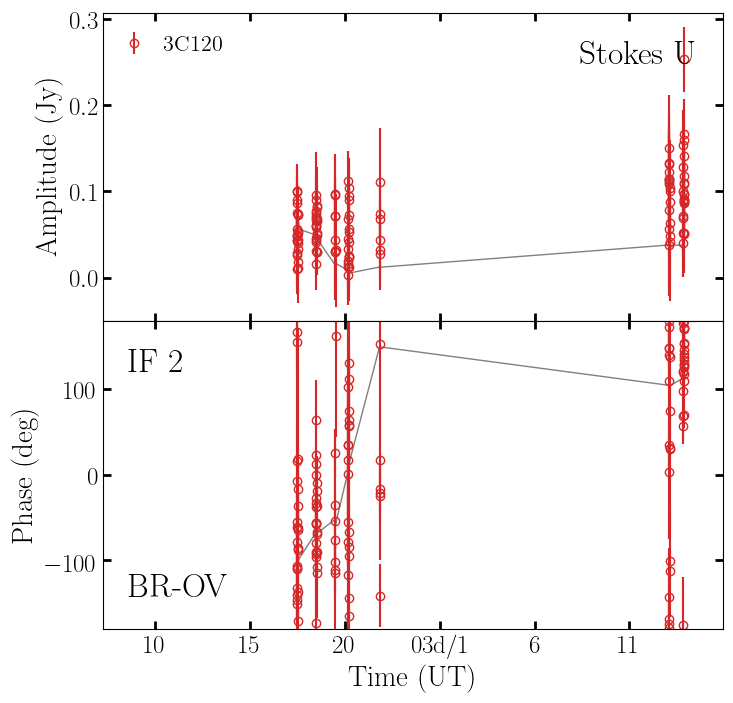 3C120
Stokes U
0.3
0.2
0.1
0.0
Amplitude (Jy)
IF 2
100
0
−100
Phase (deg)
BR-OV
10 15 20 03d/1 6 11
Time (UT)